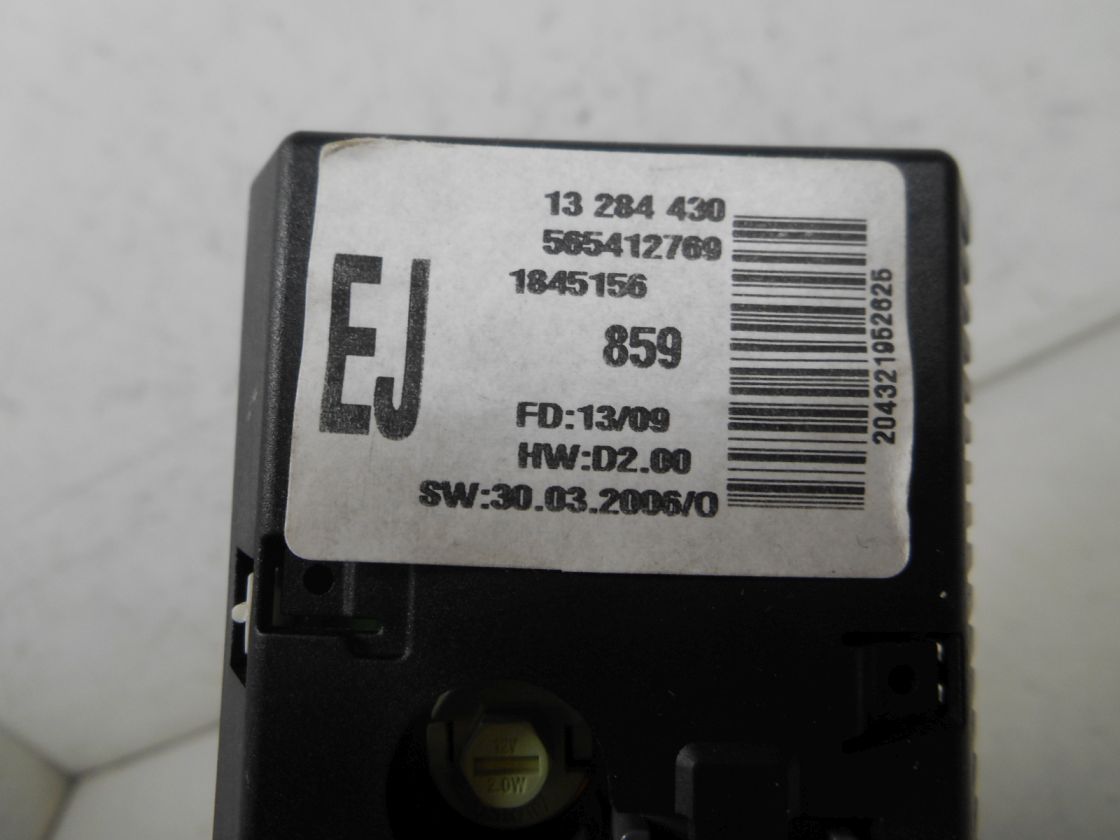 13 284 430
565412769
1845156
EJ
859
FD:13/09
HW:D2.00
SW:30.03.2006/0
204321952625
12V
2.0W